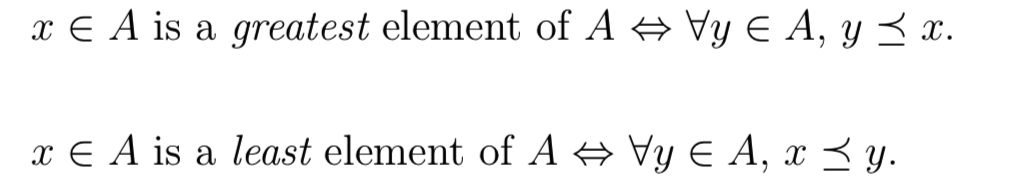 x ∈ A is a greatest element of A ⇔ ∀y ∈ A, y ⪯ x.
x ∈ A is a least element of A ⇔ ∀y ∈ A, x ⪯ y.